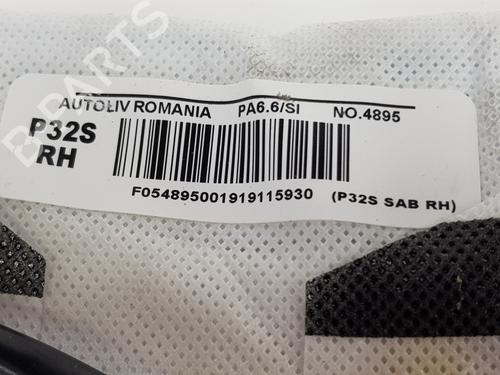 AUTOLIV ROMANIA PA6.6/SI NO.4895
P32S
RH
F054895001919115930 (P32S SAB RH)
B-PARTS